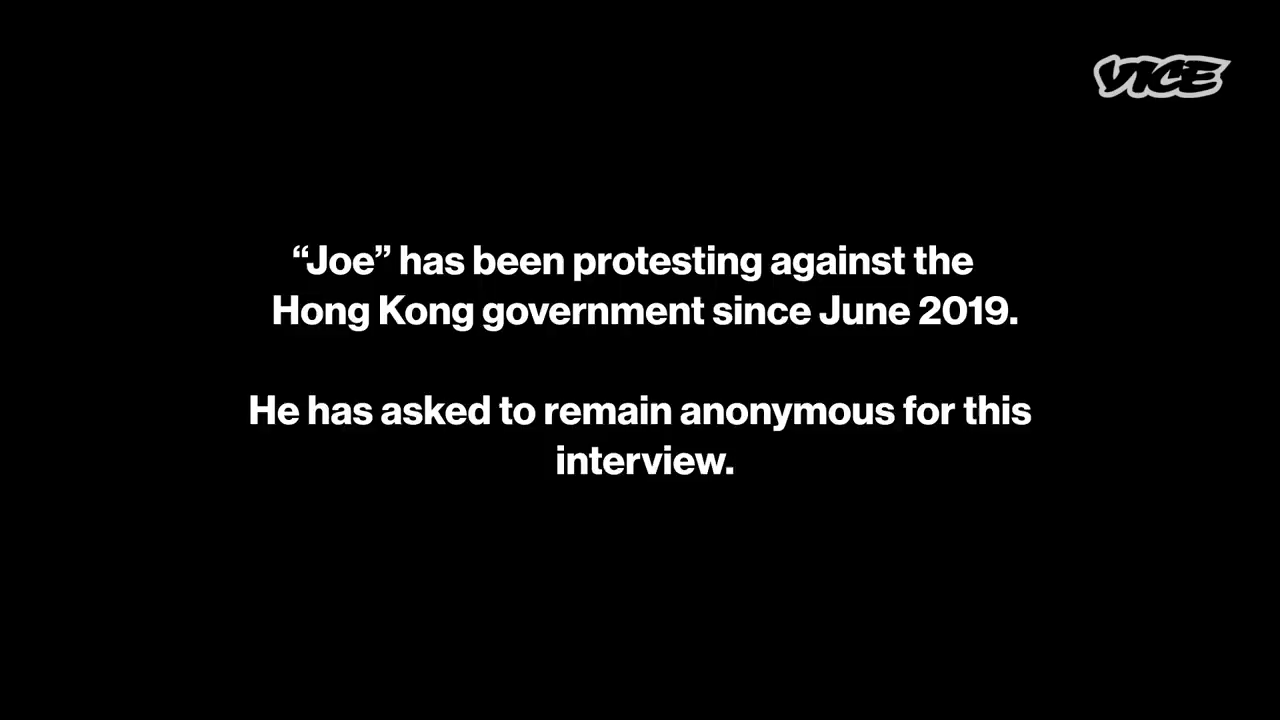 VICE
“Joe” has been protesting against the
Hong Kong government since June 2019.
He has asked to remain anonymous for this
interview.